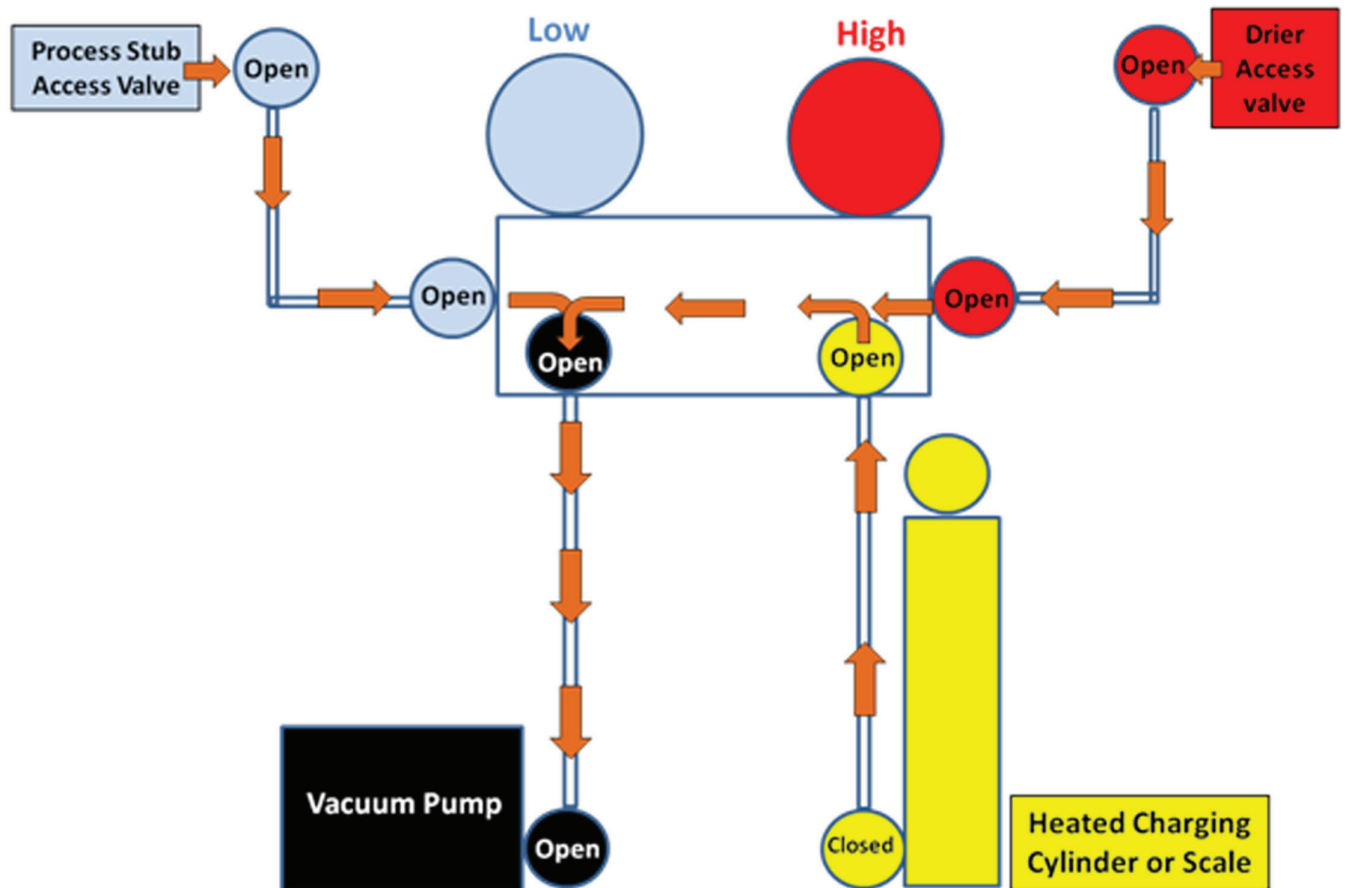 Low
High
Process Stub
Access Valve
Open
Open
Drier
Access
valve
Open
Open
Open
Open
Vacuum Pump
Open
Closed
Heated Charging
Cylinder or Scale